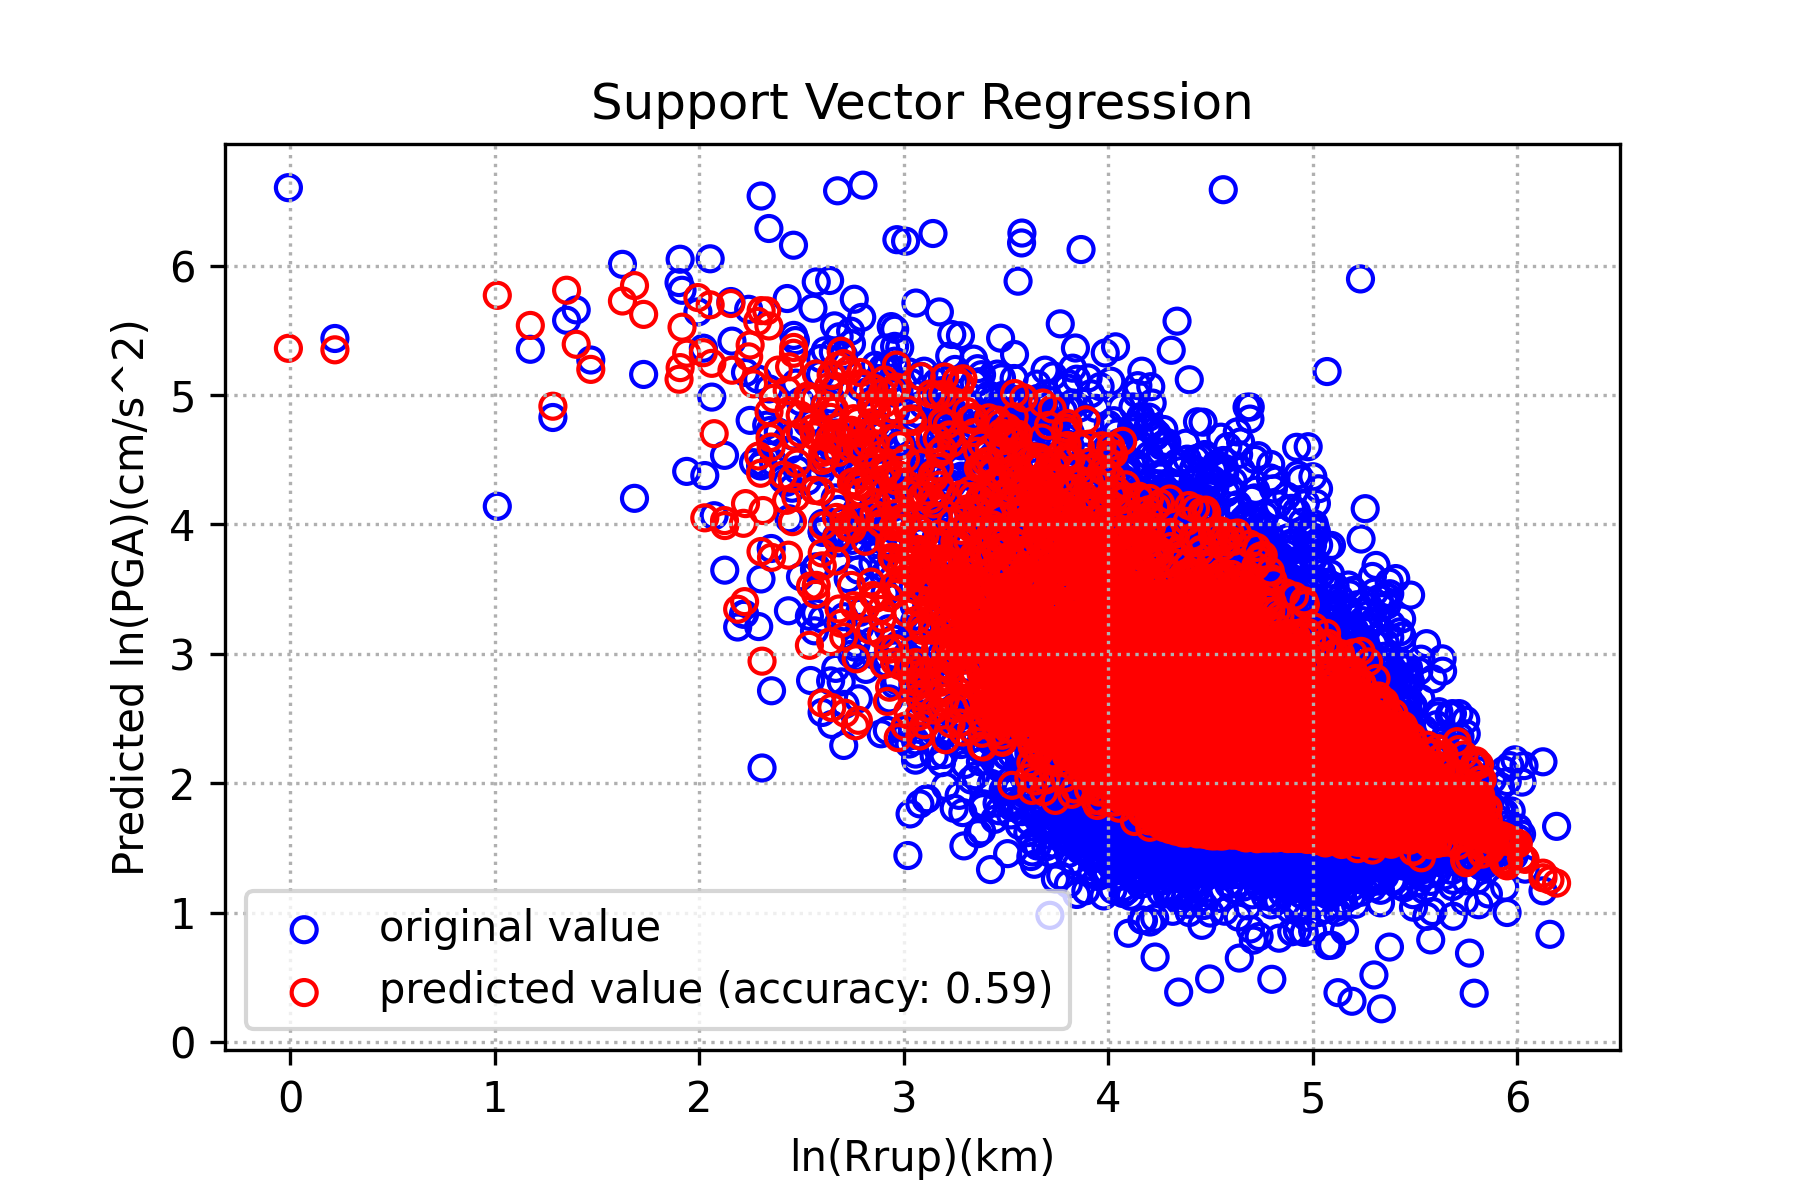 Support Vector Regression
Predicted ln(PGA)(cm/s^2)
6
5
4
3
2
1
0
original value
predicted value (accuracy: 0.59)
0 1 2 3 4 5 6
ln(Rrup)(km)